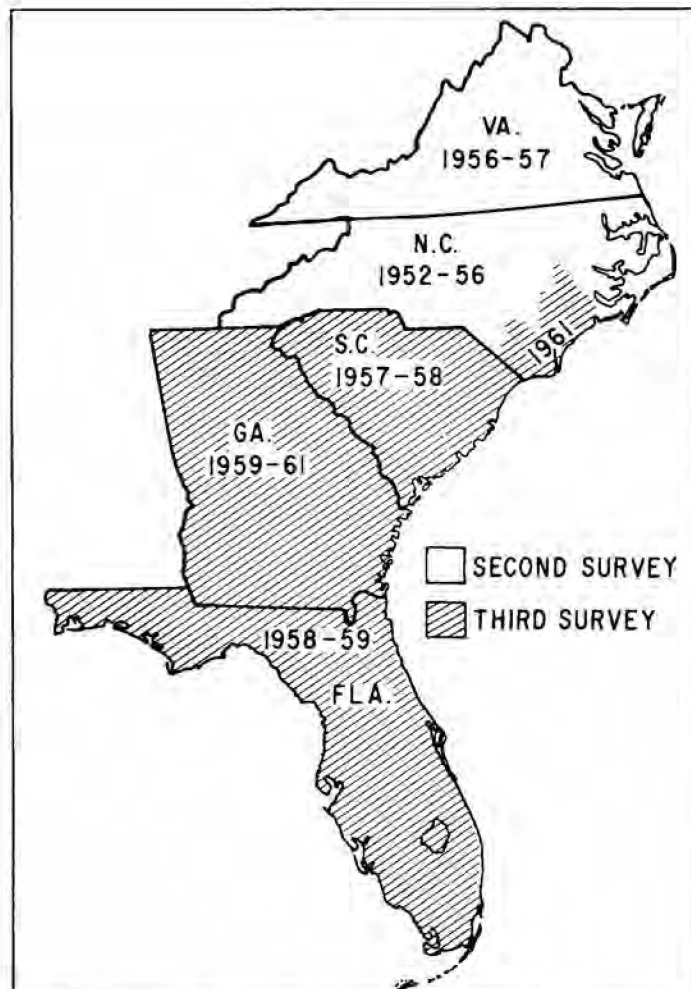 VA.
1956-57
N.C.
1952-56
1961
S.C.
1957-58
GA.
1959-61
SECOND SURVEY
THIRD SURVEY
1958-59
FLA.